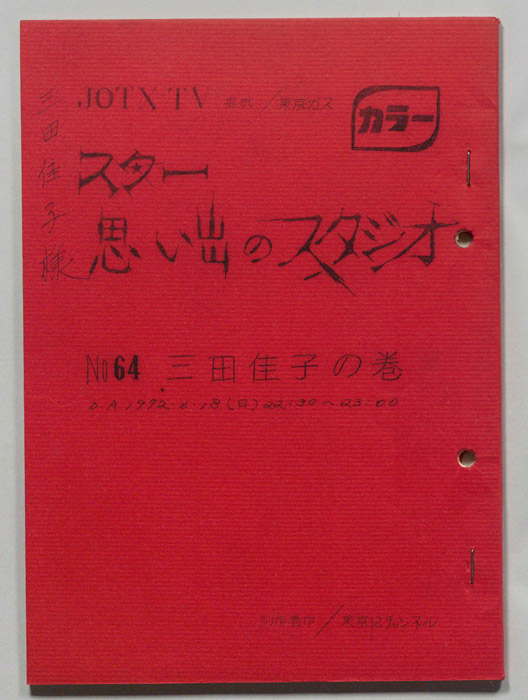 三田佳子様
JOTX TV 提供/東京ガス
カラー
スター
思い出のスタジオ
No 64 三田佳子の巻
O.A. 1972.6.18(日)22:30〜23:00
制作著作/東京12チャンネル